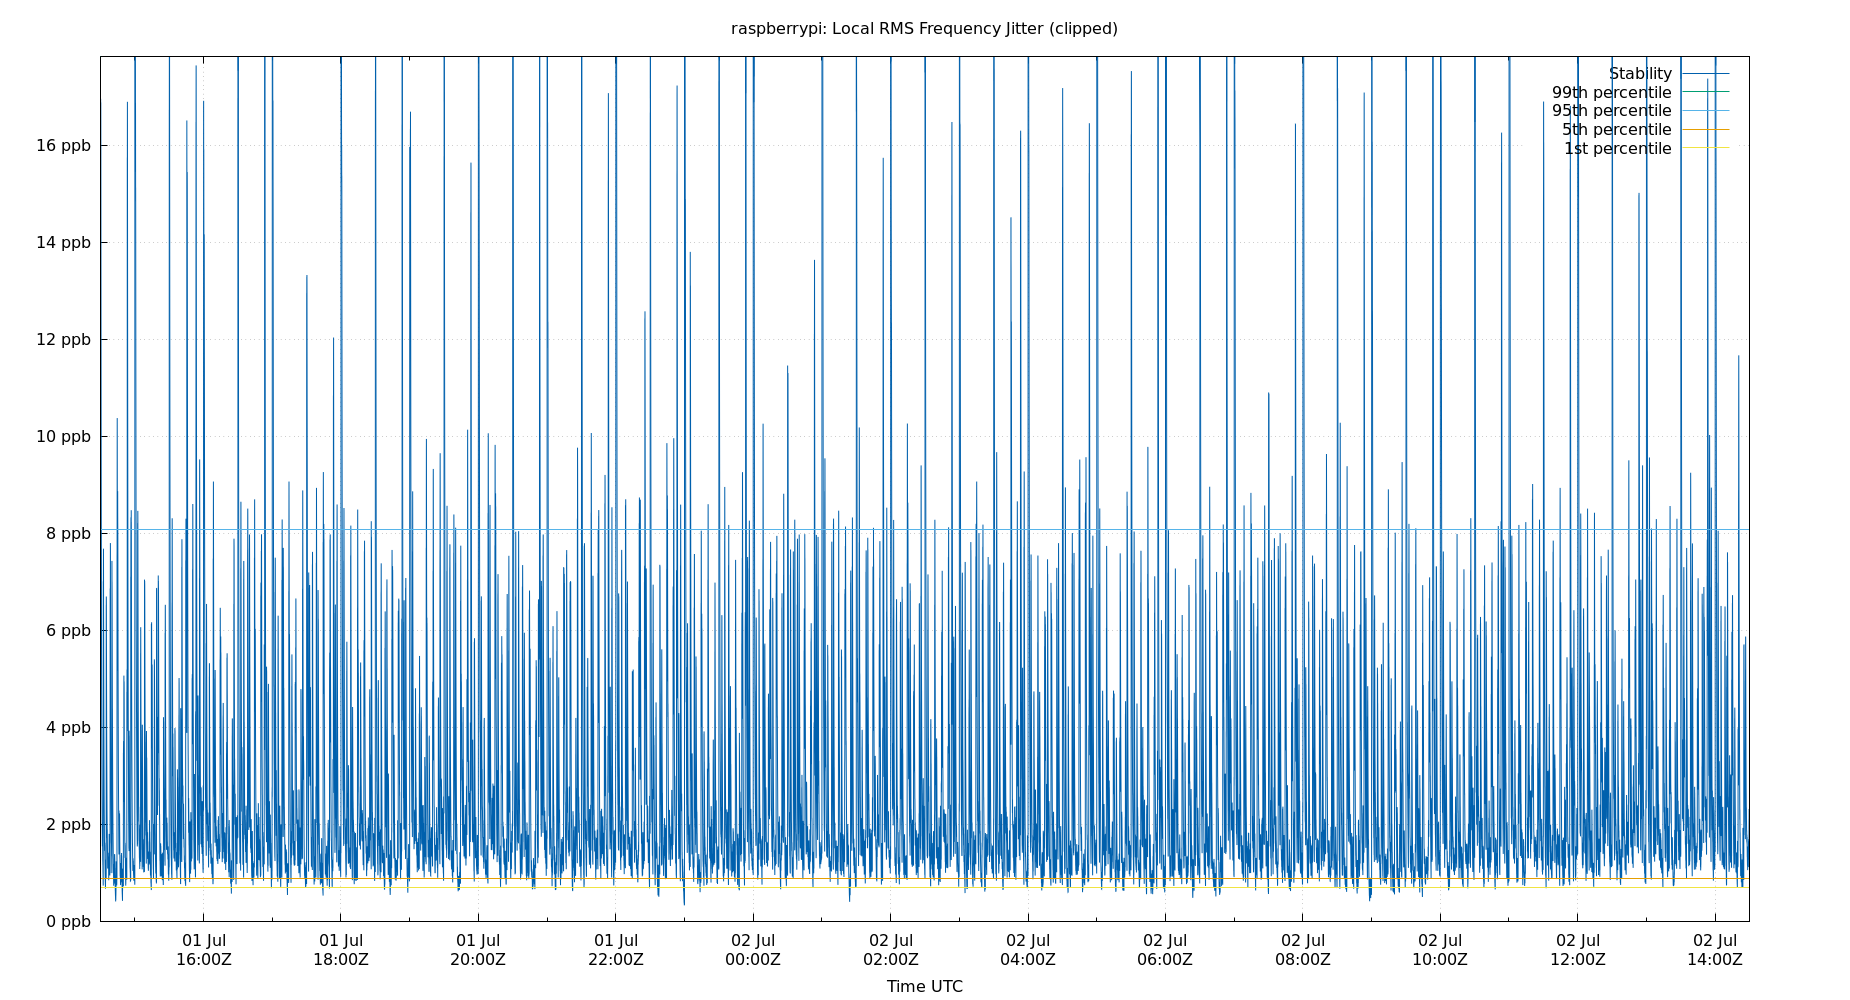 raspberrypi: Local RMS Frequency Jitter (clipped)
Stability
99th percentile
95th percentile
5th percentile
1st percentile
16 ppb
14 ppb
12 ppb
10 ppb
8 ppb
6 ppb
4 ppb
2 ppb
0 ppb
01 Jul 01 Jul 01 Jul 01 Jul 02 Jul 02 Jul 02 Jul 02 Jul 02 Jul 02 Jul 02 Jul 02 Jul
16:00Z 18:00Z 20:00Z 22:00Z 00:00Z 02:00Z 04:00Z 06:00Z 08:00Z 10:00Z 12:00Z 14:00Z
Time UTC